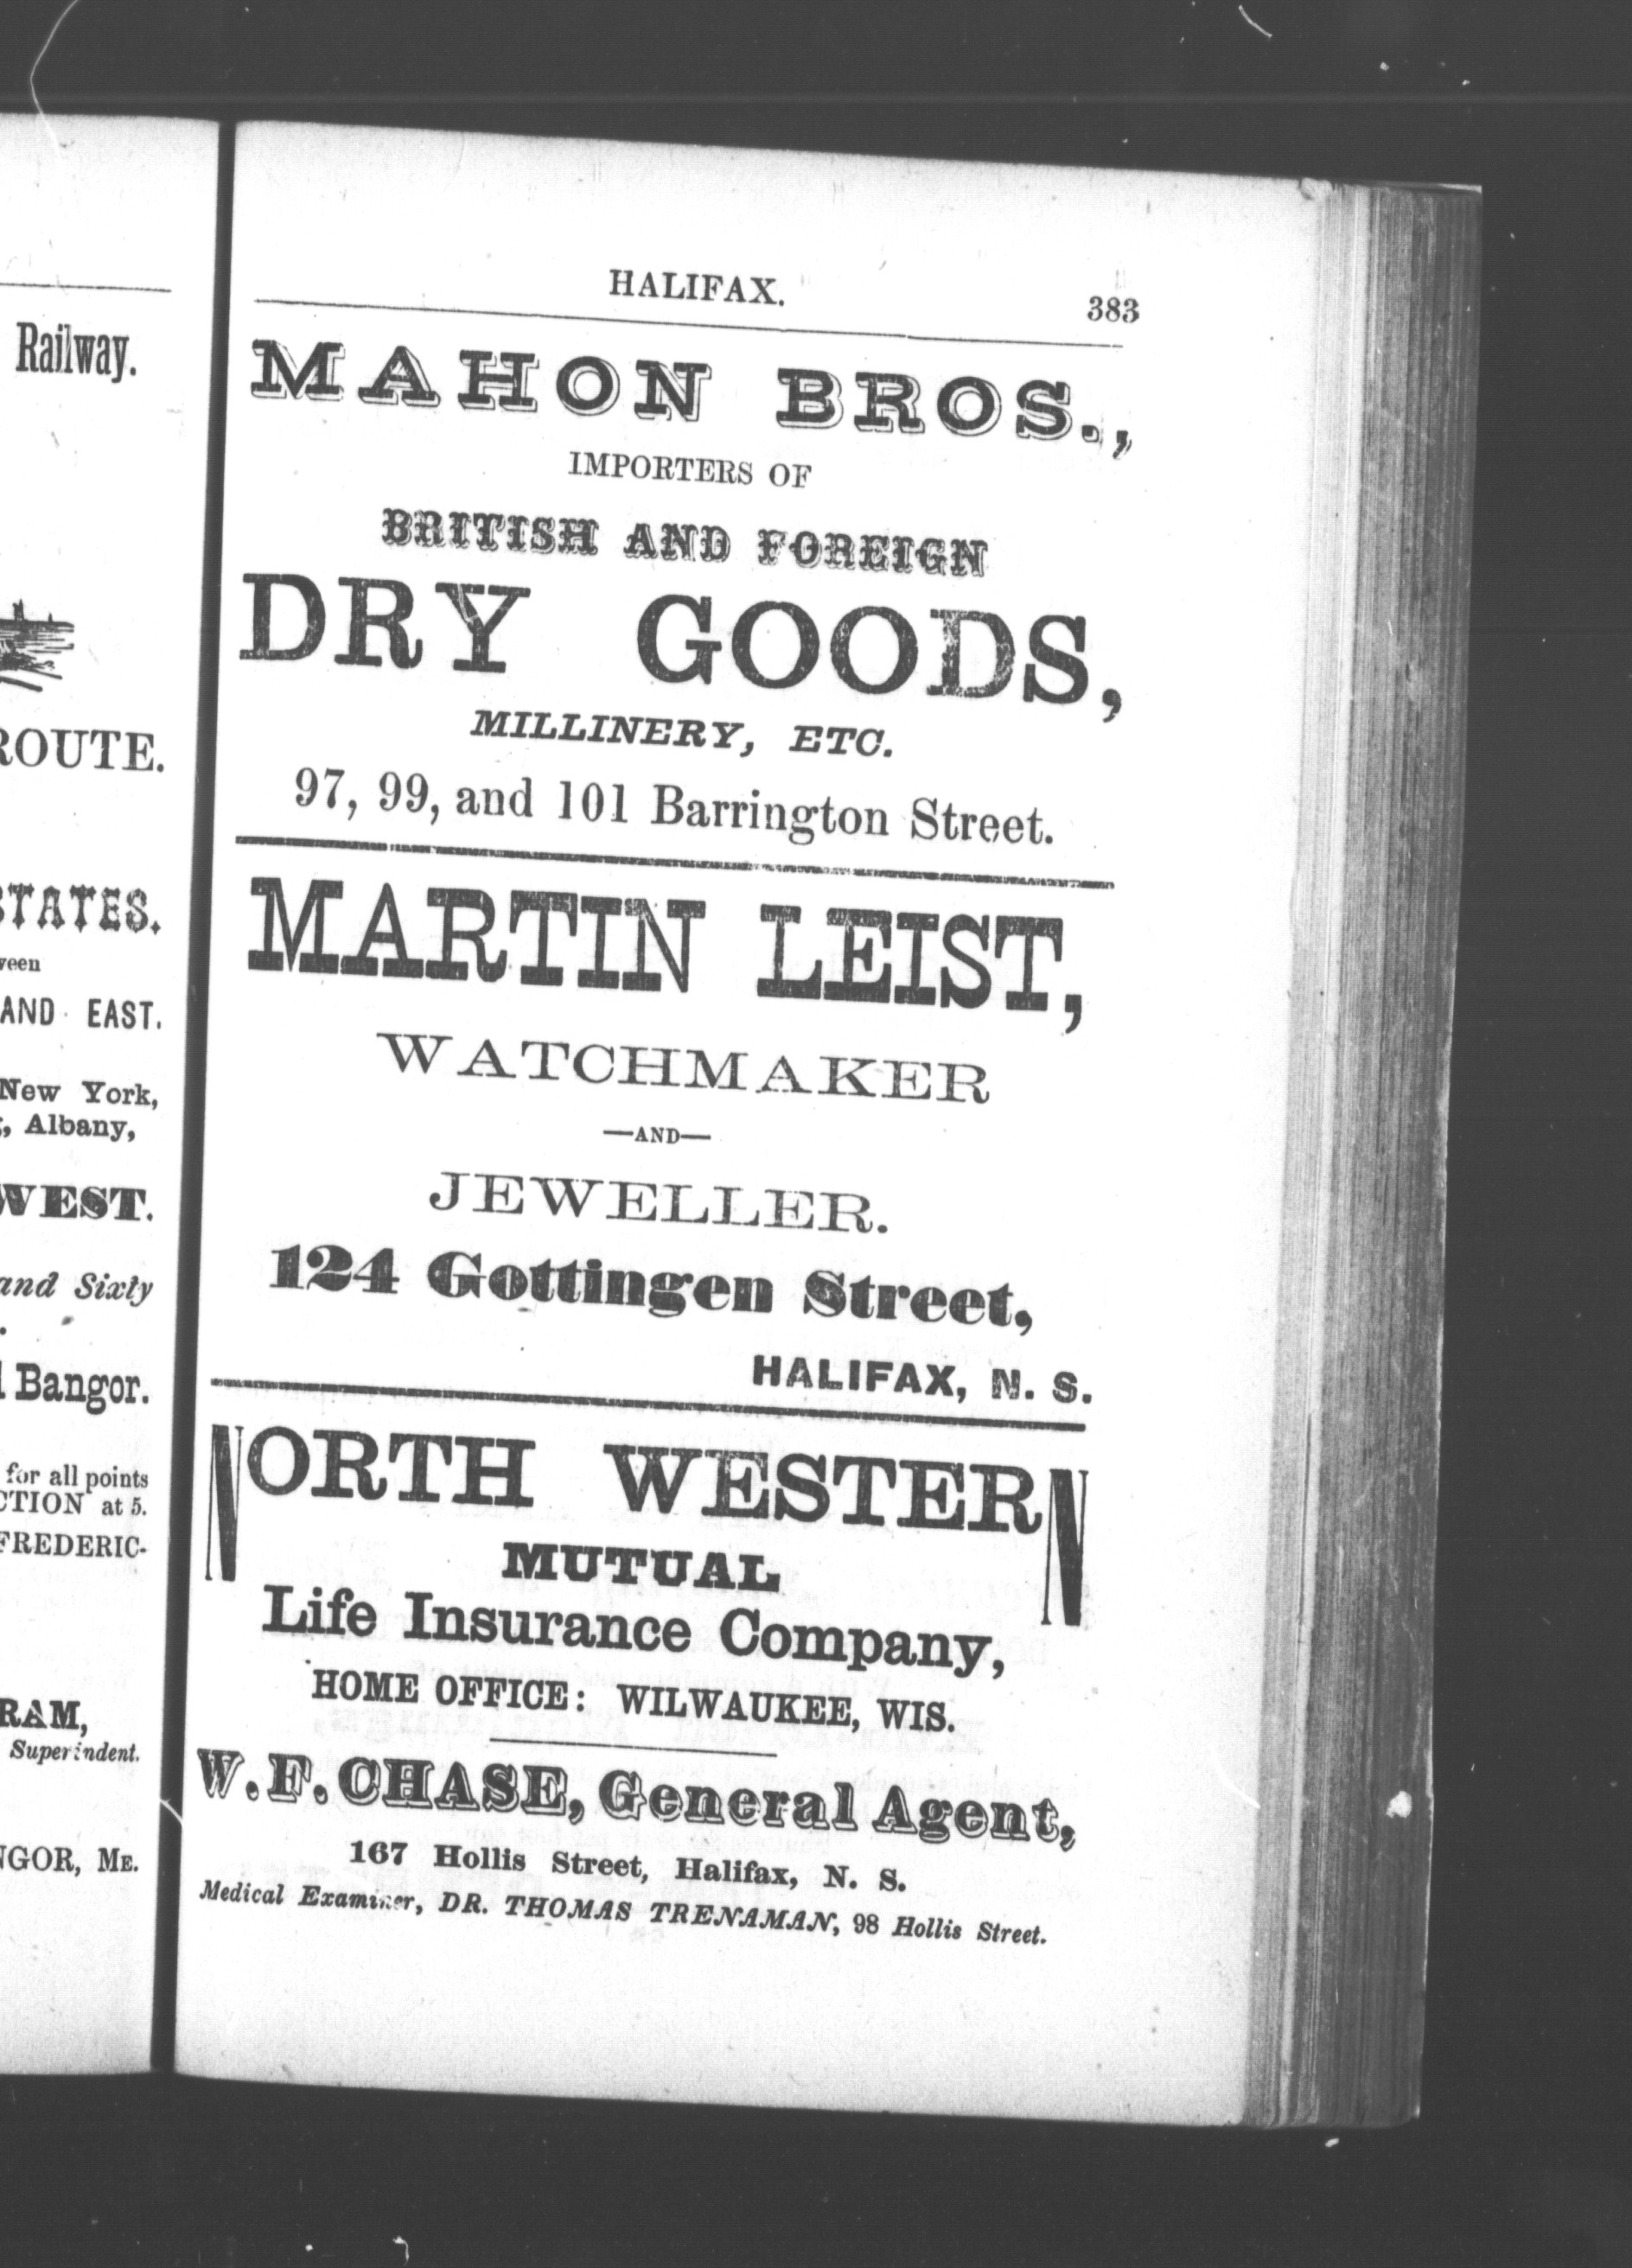 Railway.
ROUTE.
STATES.
ween
AND EAST.
New York,
Albany,
WEST.
and Sixty
Bangor.
for all points
CTION at 5.
FREDERIC-
RAM,
Superindent.
NGOR, ME.
HALIFAX.
383
MAHON BROS.,
IMPORTERS OF
BRITISH AND FOREIGN
DRY GOODS,
MILLINERY, ETC.
97, 99, and 101 Barrington Street.
MARTIN LEIST,
WATCHMAKER
—AND—
JEWELLER.
124 Gottingen Street,
HALIFAX, N. S.
NORTH WESTERN
MUTUAL
Life Insurance Company,
HOME OFFICE: WILWAUKEE, WIS.
W. F. CHASE, General Agent,
167 Hollis Street, Halifax, N. S.
Medical Examiner, DR. THOMAS TRENAMAN, 98 Hollis Street.